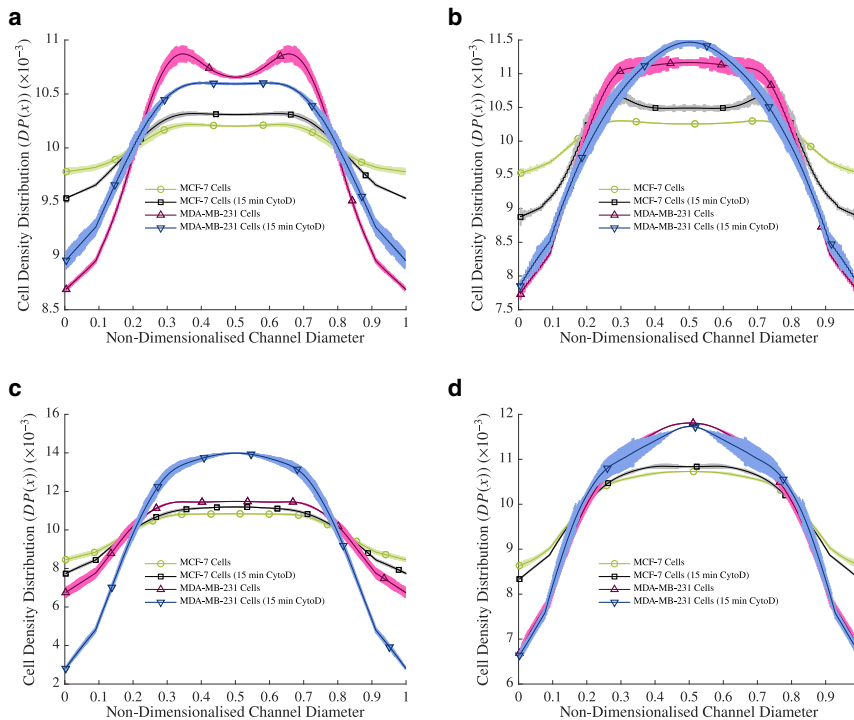 a
Cell Density Distribution (DP(x)) (×10⁻³)
11
10.5
10
9.5
9
8.5
MCF-7 Cells
MCF-7 Cells (15 min CytoD)
MDA-MB-231 Cells
MDA-MB-231 Cells (15 min CytoD)
0 0.1 0.2 0.3 0.4 0.5 0.6 0.7 0.8 0.9 1
Non-Dimensionalised Channel Diameter
b
Cell Density Distribution (DP(x)) (×10⁻³)
11.5
11
10.5
10
9.5
9
8.5
8
7.5
MCF-7 Cells
MCF-7 Cells (15 min CytoD)
MDA-MB-231 Cells
MDA-MB-231 Cells (15 min CytoD)
0 0.1 0.2 0.3 0.4 0.5 0.6 0.7 0.8 0.9
Non-Dimensionalised Channel Diameter
c
Cell Density Distribution (DP(x)) (×10⁻³)
16
14
12
10
8
6
4
2
MCF-7 Cells
MCF-7 Cells (15 min CytoD)
MDA-MB-231 Cells
MDA-MB-231 Cells (15 min CytoD)
0 0.1 0.2 0.3 0.4 0.5 0.6 0.7 0.8 0.9 1
Non-Dimensionalised Channel Diameter
d
Cell Density Distribution (DP(x)) (×10⁻³)
12
11
10
9
8
7
6
MCF-7 Cells
MCF-7 Cells (15 min CytoD)
MDA-MB-231 Cells
MDA-MB-231 Cells (15 min CytoD)
0 0.1 0.2 0.3 0.4 0.5 0.6 0.7 0.8 0.9
Non-Dimensionalised Channel Diameter